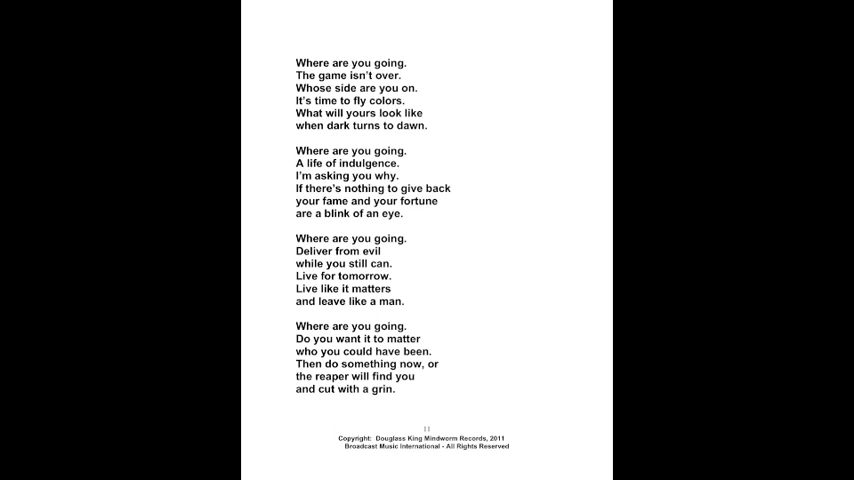 Where are you going.
The game isn't over.
Whose side are you on.
It's time to fly colors.
What will yours look like
when dark turns to dawn.
Where are you going.
A life of indulgence.
I'm asking you why.
If there's nothing to give back
your fame and your fortune
are a blink of an eye.
Where are you going.
Deliver from evil
while you still can.
Live for tomorrow.
Live like it matters
and leave like a man.
Where are you going.
Do you want it to matter
who you could have been.
Then do something now, or
the reaper will find you
and cut with a grin.
11
Copyright: Douglass King Mindworm Records, 2011
Broadcast Music International - All Rights Reserved